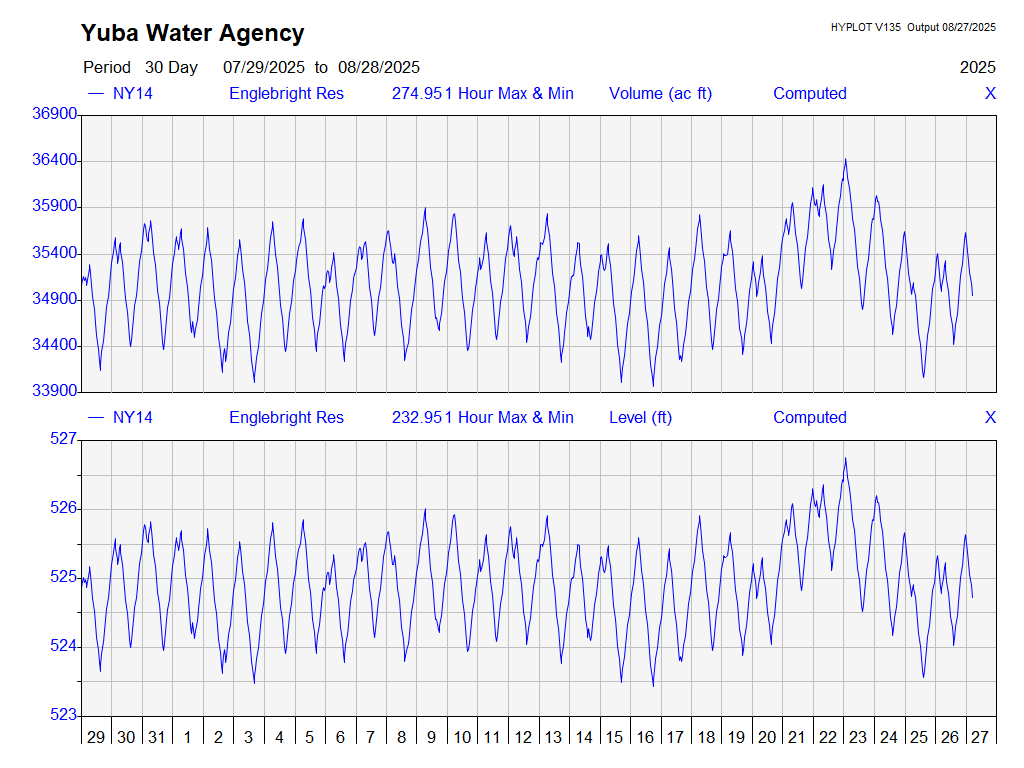 Yuba Water Agency
HYPLOT V135 Output 08/27/2025
Period 30 Day 07/29/2025 to 08/28/2025 2025
NY14 Englebright Res 274.951 Hour Max & Min Volume (ac ft) Computed X
36900
36400
35900
35400
34900
34400
33900
NY14 Englebright Res 232.951 Hour Max & Min Level (ft) Computed X
527
526
525
524
523
29 30 31 1 2 3 4 5 6 7 8 9 10 11 12 13 14 15 16 17 18 19 20 21 22 23 24 25 26 27